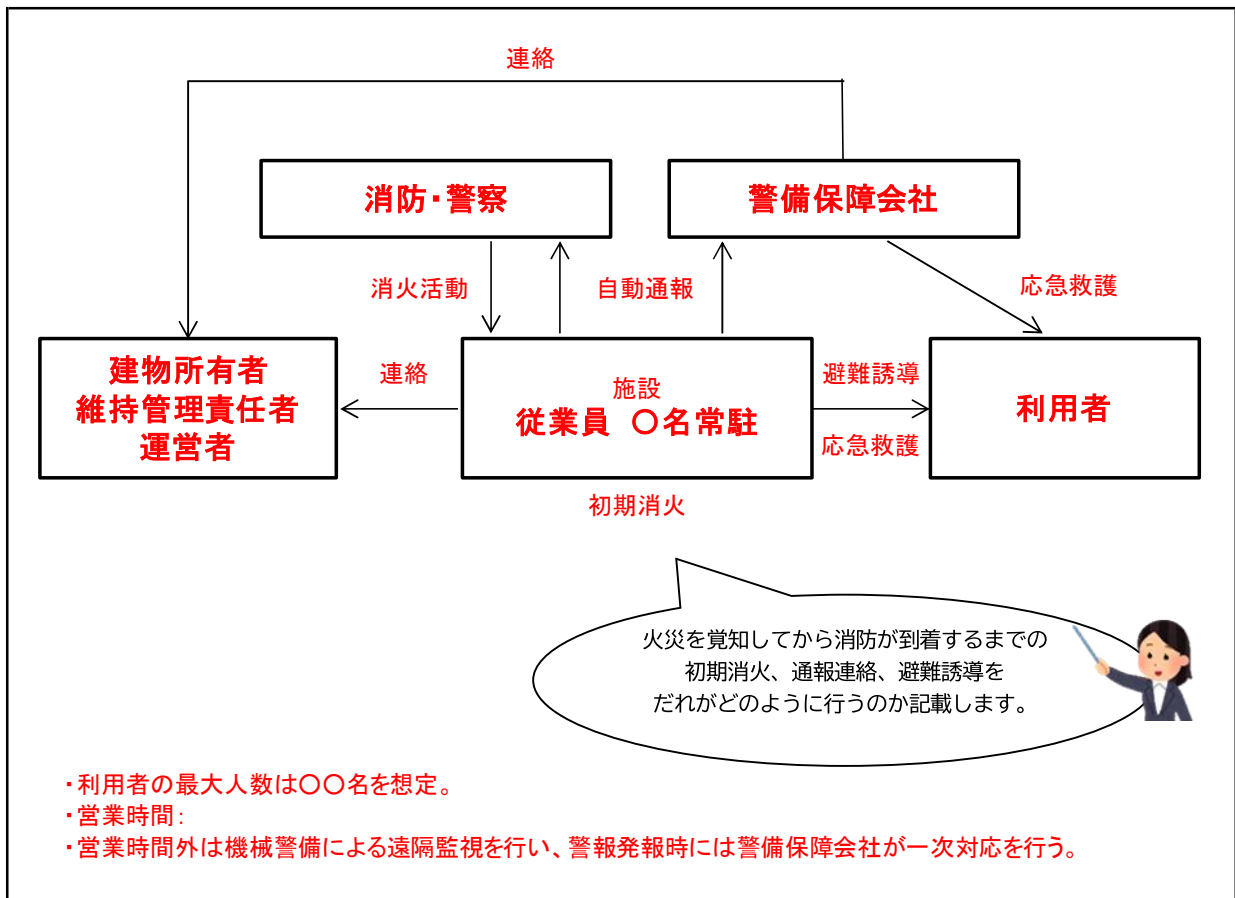 連絡
消防・警察
警備保障会社
消火活動
自動通報
応急救護
建物所有者
維持管理責任者
運営者
連絡
施設
従業員 〇名常駐
避難誘導
応急救護
利用者
初期消火
火災を覚知してから消防が到着するまでの
初期消火、通報連絡、避難誘導を
だれがどのように行うのか記載します。
・利用者の最大人数は〇〇名を想定。
・営業時間：
・営業時間外は機械警備による遠隔監視を行い、警報発報時には警備保障会社が一次対応を行う。